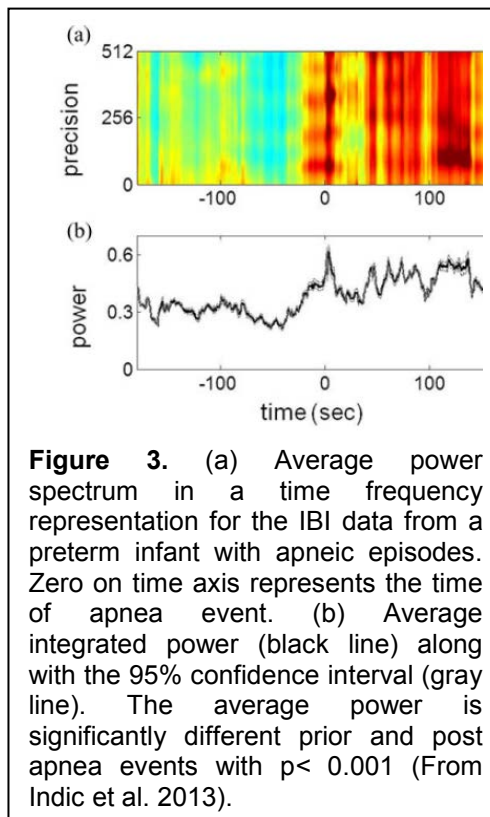 (a)
512
256
0
precision
-100
0
100
(b)
0.6
0.3
0
power
-100
0
100
time (sec)
Figure 3. (a) Average power
spectrum in a time frequency
representation for the IBI data from a
preterm infant with apneic episodes.
Zero on time axis represents the time
of apnea event. (b) Average
integrated power (black line) along
with the 95% confidence interval (gray
line). The average power is
significantly different prior and post
apnea events with p< 0.001 (From
Indic et al. 2013).